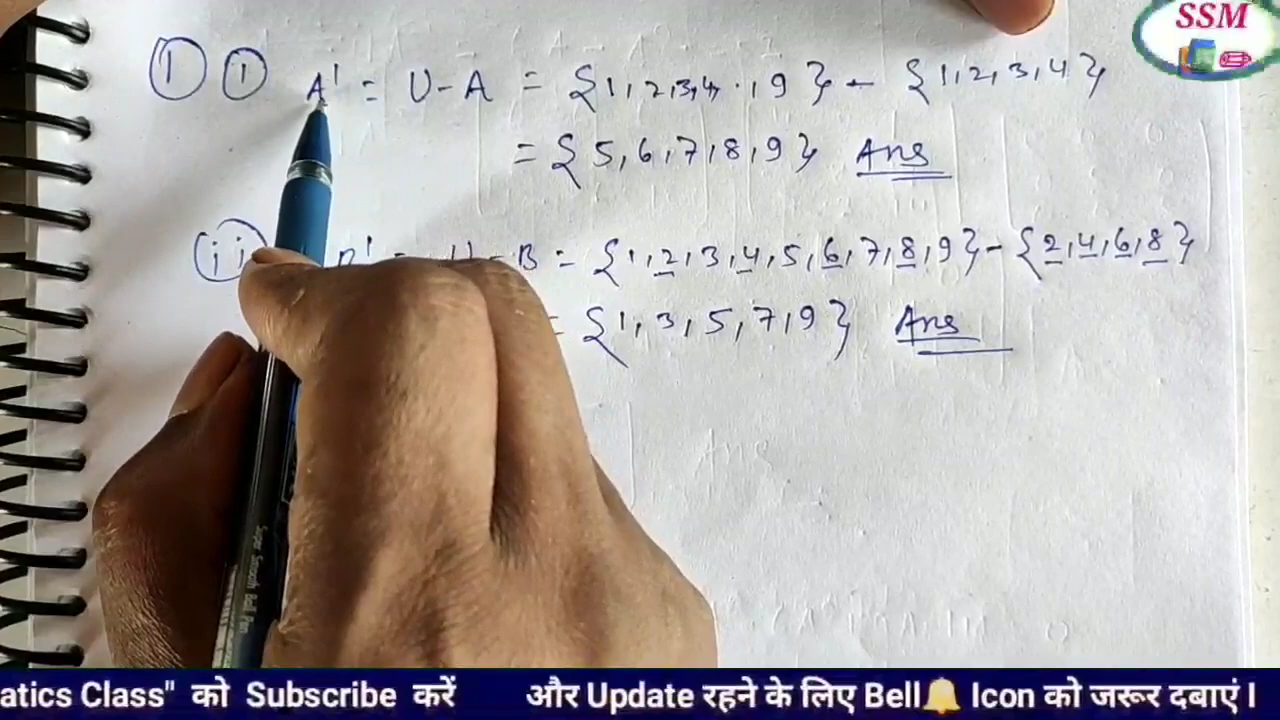 SSM
① ⓘ A' = U-A = {1,2,3,4, . , 9} - {1,2,3,4}
= {5,6,7,8,9} Ans
(ii) B' = U-B = {1,2,3,4,5,6,7,8,9} - {2,4,6,8}
= {1,3,5,7,9} Ans
atics Class" को Subscribe करें और Update रहने के लिए Bell🔔 Icon को जरूर दबाएं l